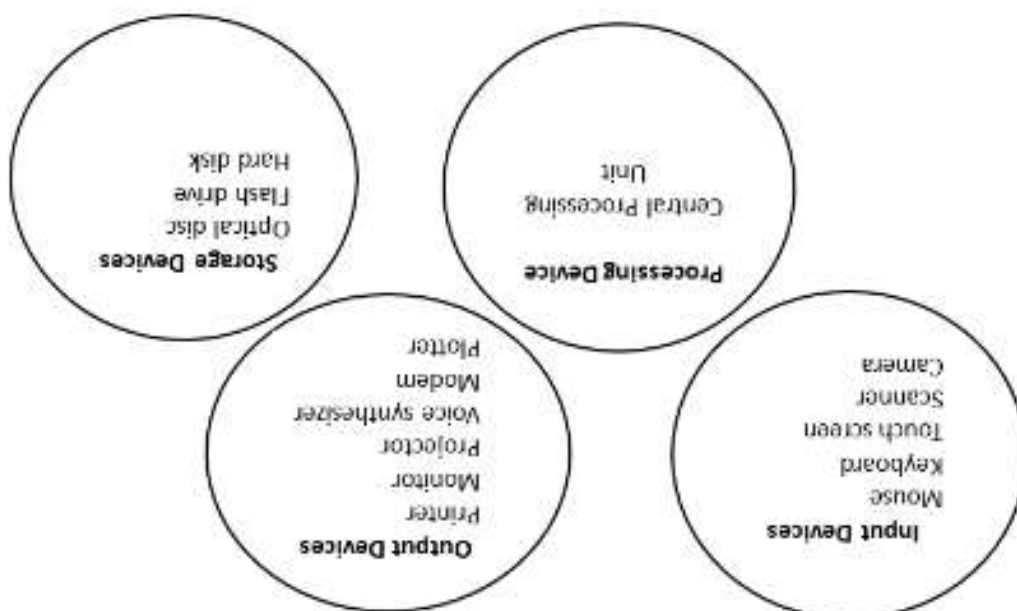 Input Devices
Mouse
Keyboard
Touch screen
Scanner
Camera
Output Devices
Printer
Monitor
Projector
Voice synthesizer
Modem
Plotter
Processing Device
Central Processing
Unit
Storage Devices
Optical disc
Flash drive
Hard disk